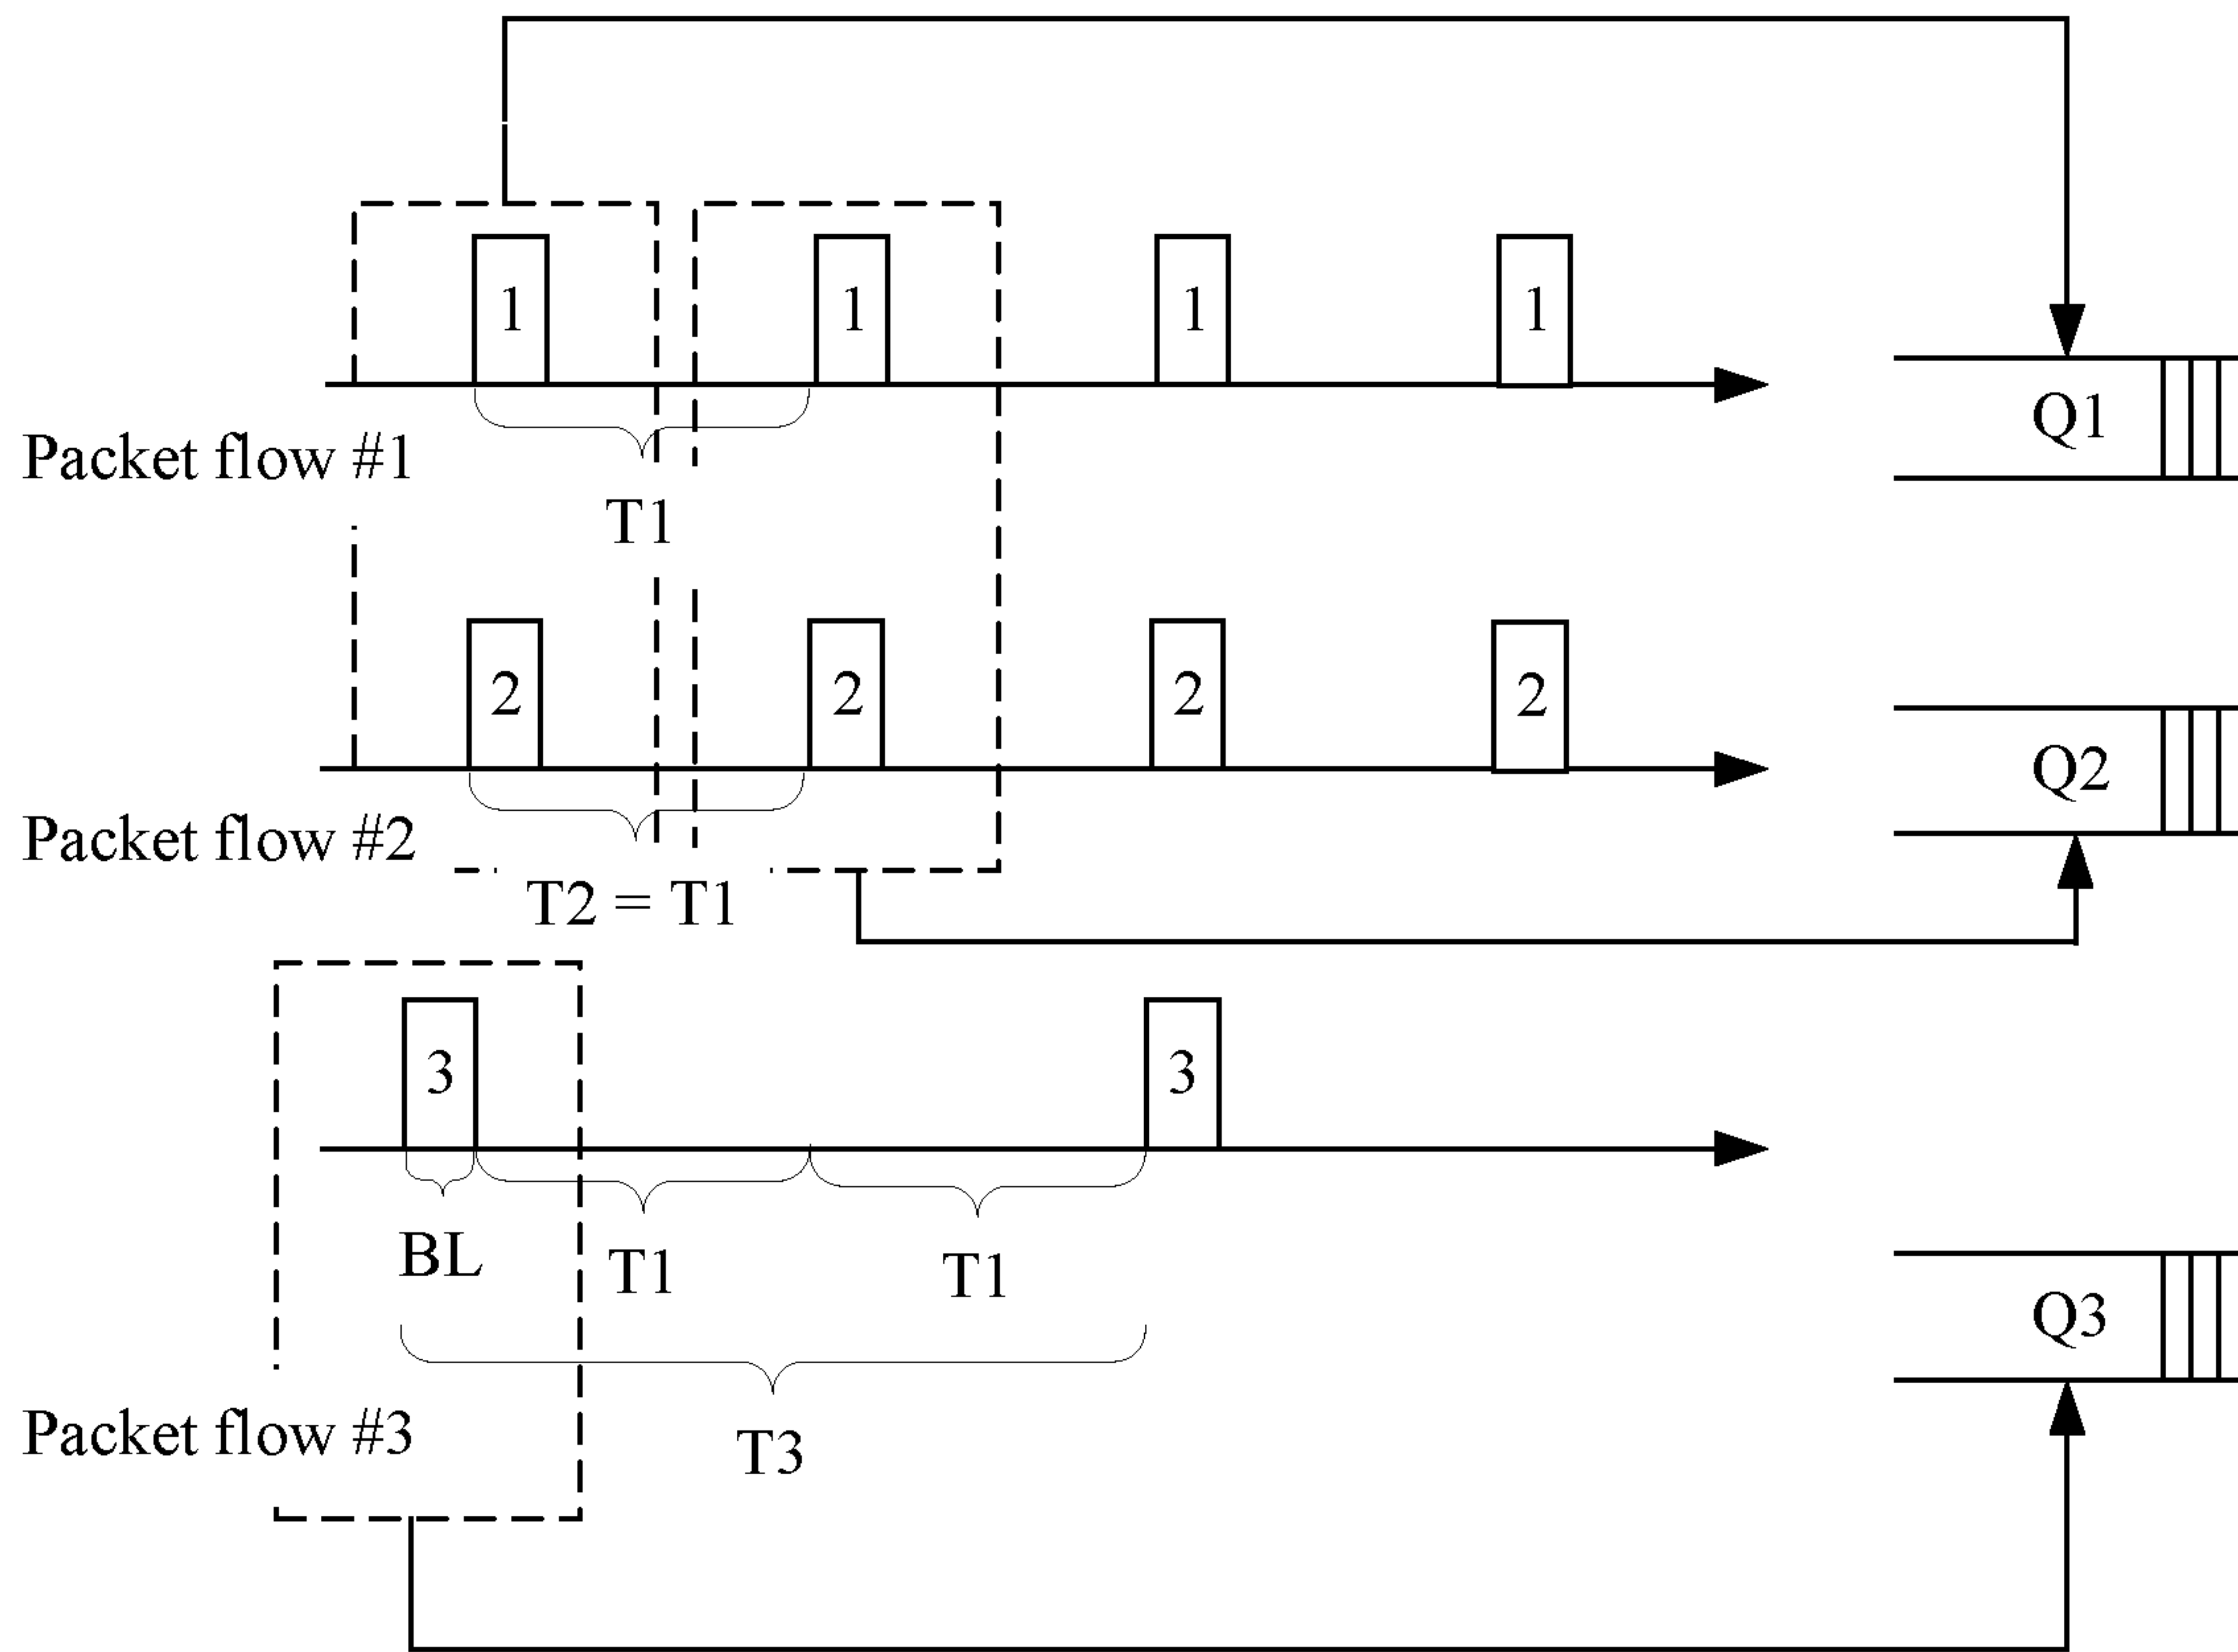 1 1 1 1
Q1
Packet flow #1
T1
2 2 2 2
Q2
Packet flow #2
T2 = T1
3 3
BL
T1
T1
Q3
Packet flow #3
T3